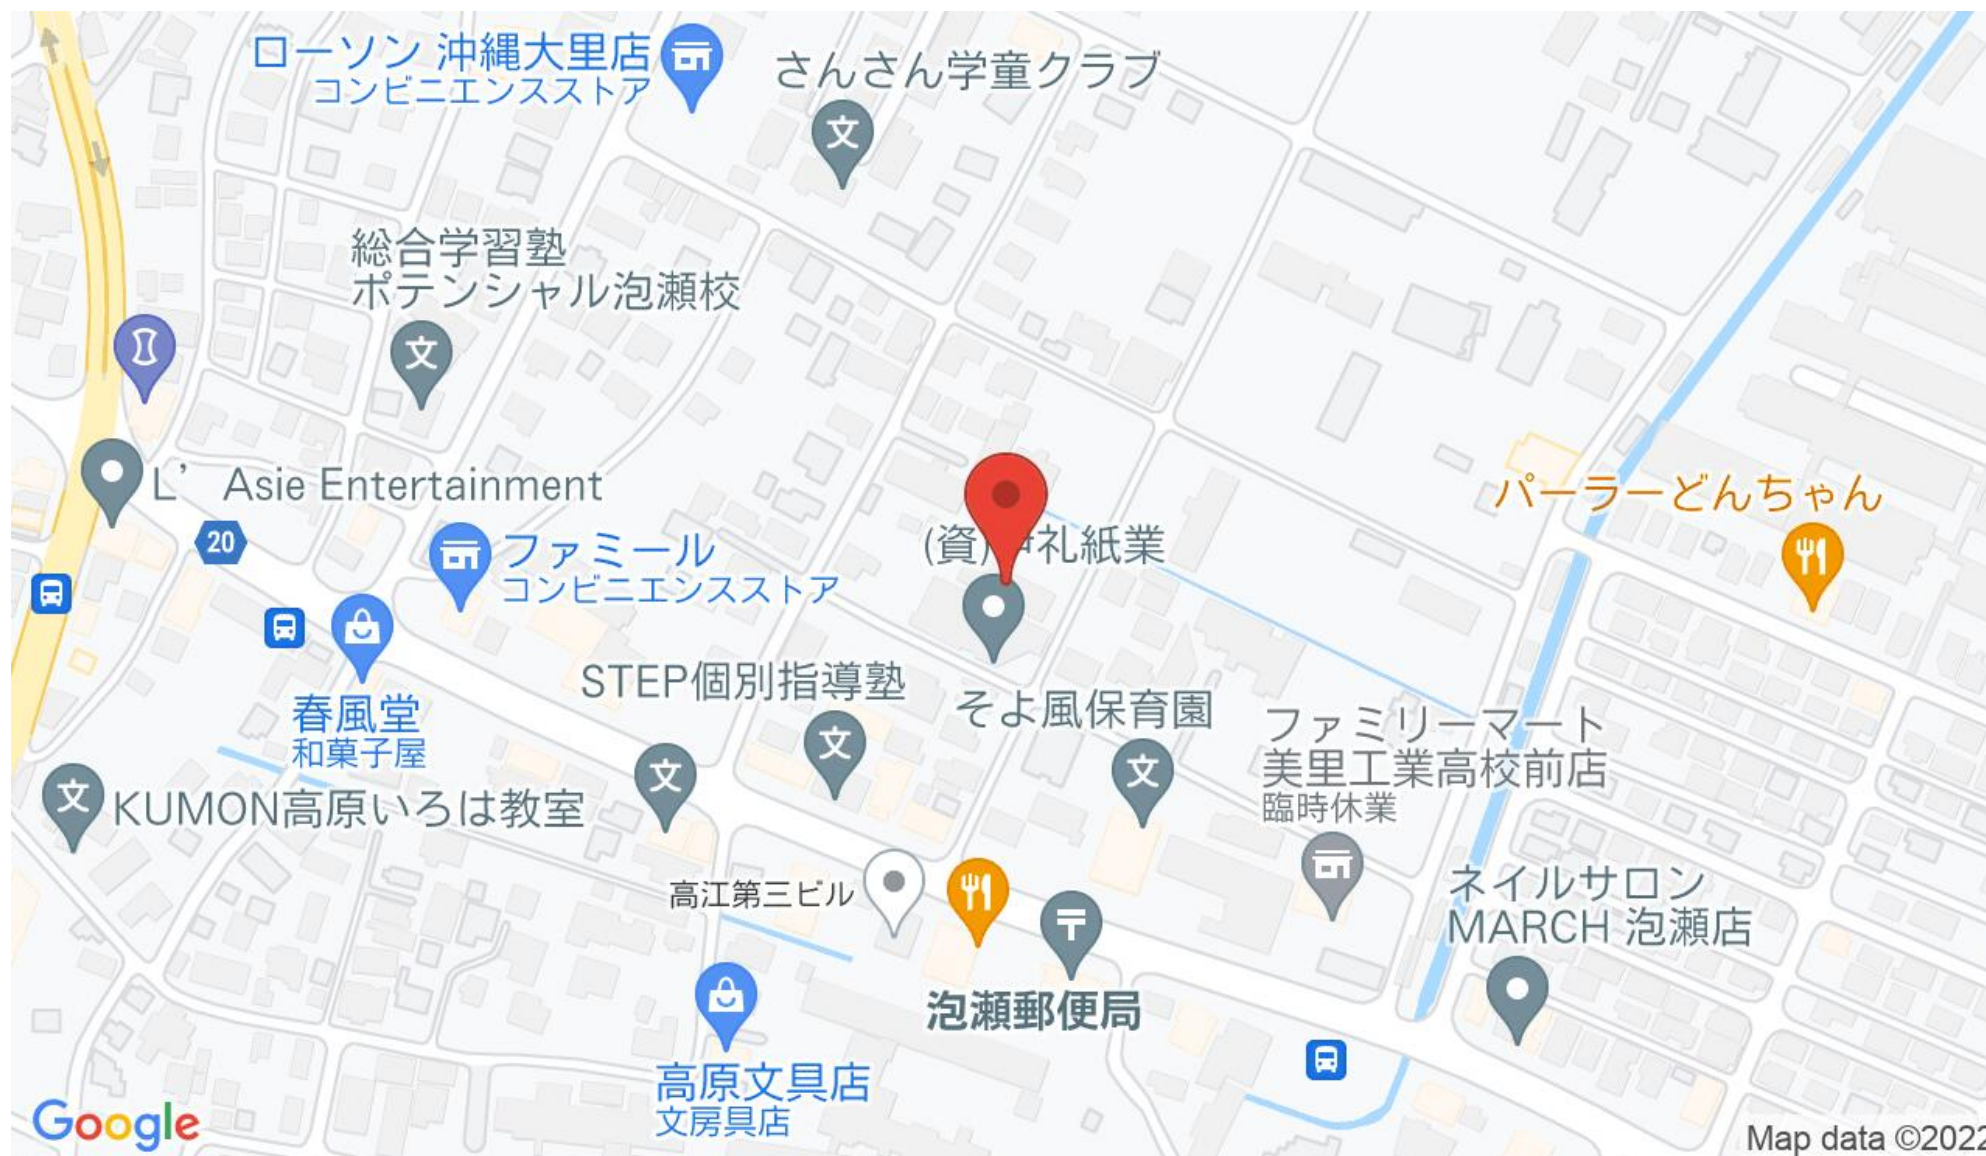 ローソン 沖縄大里店
コンビニエンスストア
さんさん学童クラブ
文
総合学習塾
ポテンシャル泡瀬校
文
L’ Asie Entertainment
20
ファミール
コンビニエンスストア
(資)
礼紙業
パーラーどんちゃん
春風堂
和菓子屋
STEP個別指導塾
文
そよ風保育園
文
ファミリーマート
美里工業高校前店
臨時休業
文
KUMON高原いろは教室
文
高江第三ビル
〒
泡瀬郵便局
ネイルサロン
MARCH 泡瀬店
高原文具店
文房具店
Google
Map data ©2022